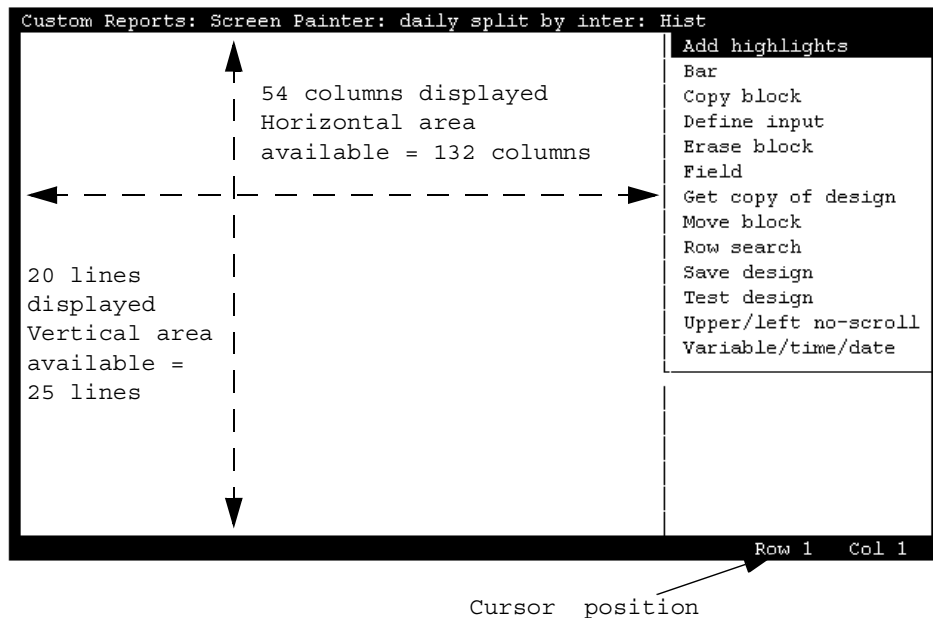 Custom Reports: Screen Painter: daily split by inter: Hist
54 columns displayed
Horizontal area
available = 132 columns
20 lines
displayed
Vertical area
available =
25 lines
Add highlights
Bar
Copy block
Define input
Erase block
Field
Get copy of design
Move block
Row search
Save design
Test design
Upper/left no-scroll
Variable/time/date
Row 1 Col 1
Cursor position